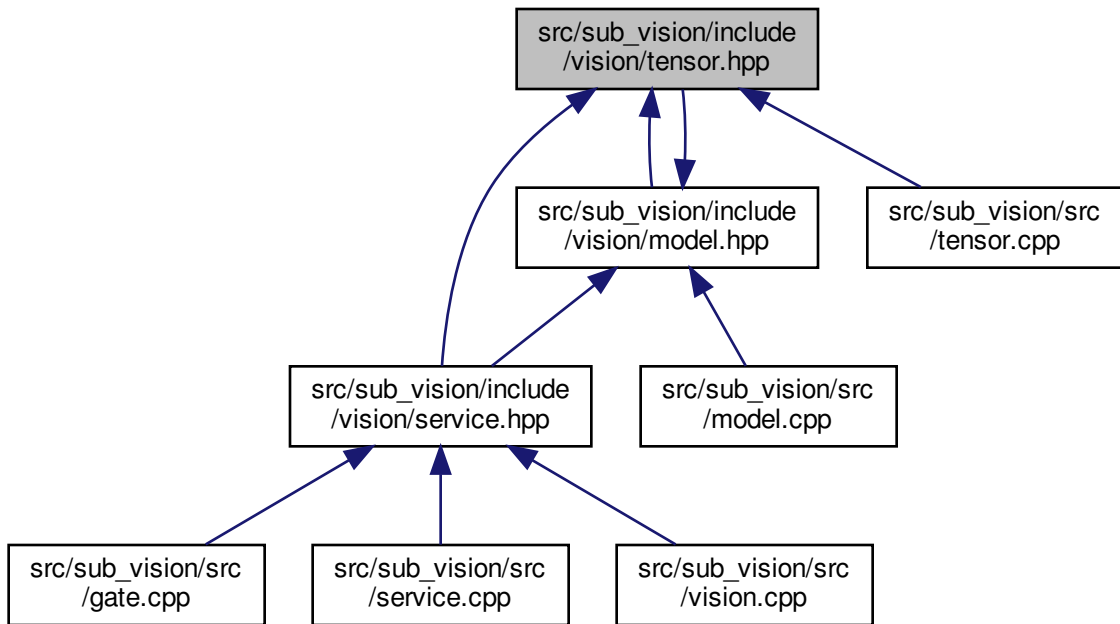 src/sub_vision/include
/vision/tensor.hpp
src/sub_vision/include
/vision/model.hpp
src/sub_vision/src
/tensor.cpp
src/sub_vision/include
/vision/service.hpp
src/sub_vision/src
/model.cpp
src/sub_vision/src
/gate.cpp
src/sub_vision/src
/service.cpp
src/sub_vision/src
/vision.cpp